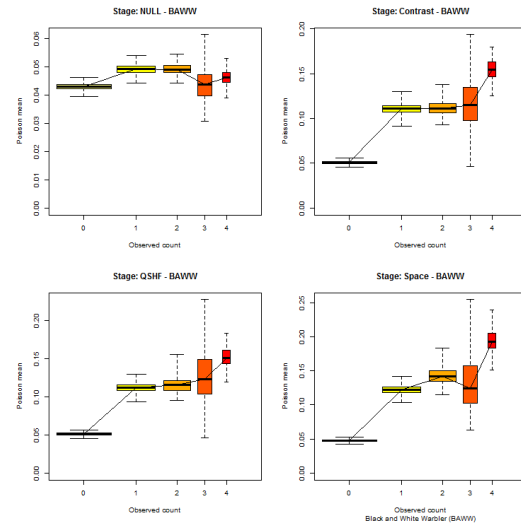 Stage: NULL - BAWW
Poisson mean
0.06
0.05
0.04
0.03
0.02
0.01
0.00
0 1 2 3 4
Observed count
Stage: Contrast - BAWW
Poisson mean
0.20
0.15
0.10
0.05
0.00
0 1 2 3 4
Observed count
Stage: QSHF - BAWW
Poisson mean
0.20
0.15
0.10
0.05
0.00
0 1 2 3 4
Observed count
Stage: Space - BAWW
Poisson mean
0.25
0.20
0.15
0.10
0.05
0.00
0 1 2 3 4
Observed count
Black and White Warbler (BAWW)